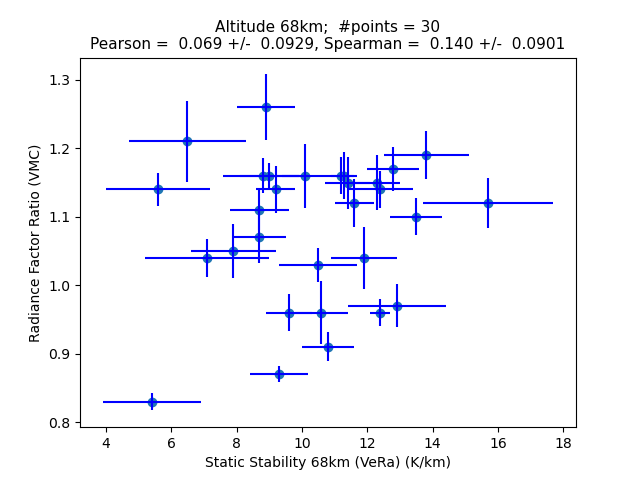 Altitude 68km;  #points = 30
Pearson =  0.069 +/-  0.0929, Spearman =  0.140 +/-  0.0901
Radiance Factor Ratio (VMC)
1.3
1.2
1.1
1.0
0.9
0.8
4 6 8 10 12 14 16 18
Static Stability 68km (VeRa) (K/km)